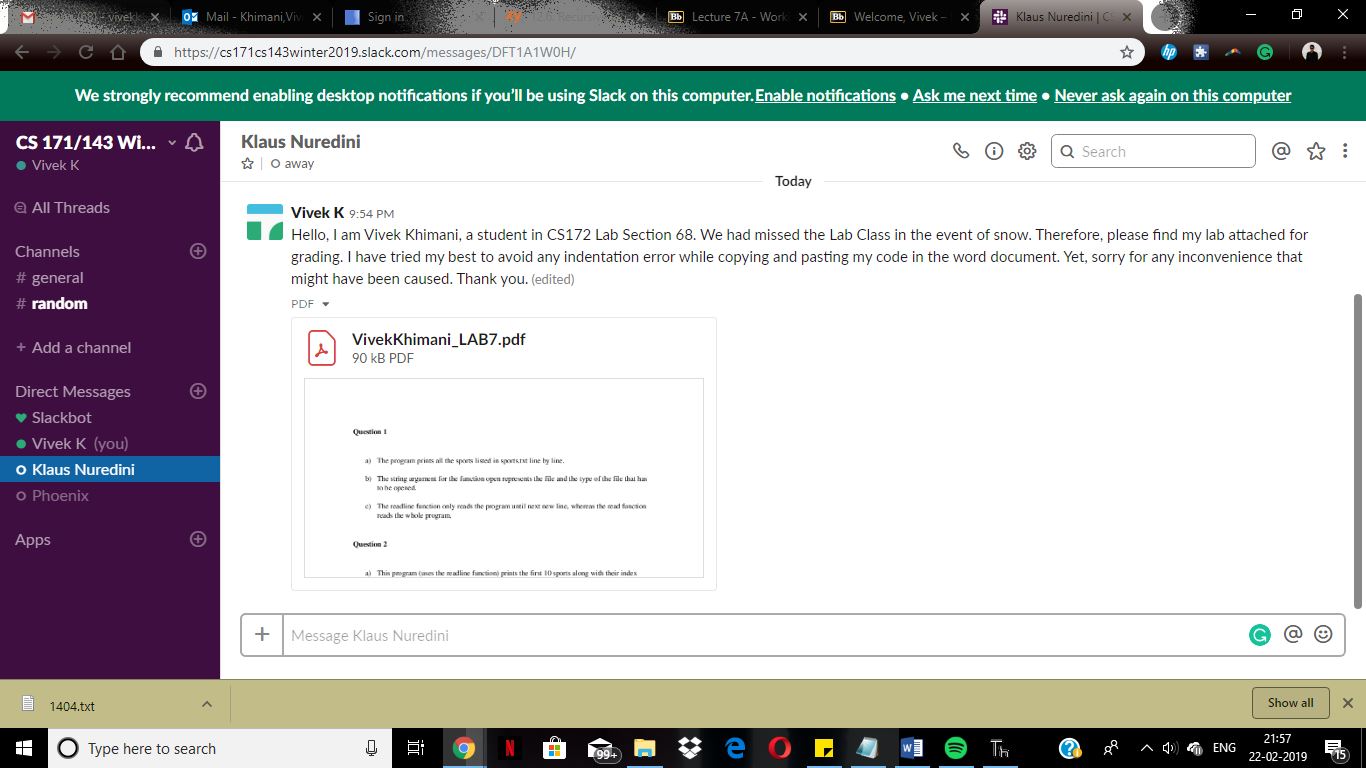 (68) - vivekk
Mail - Khimani,Viv
Sign in
12.6. Recursiv
Lecture 7A - Work
Welcome, Vivek –
Klaus Nuredini | CS
https://cs171cs143winter2019.slack.com/messages/DFT1A1W0H/
We strongly recommend enabling desktop notifications if you’ll be using Slack on this computer. Enable notifications ● Ask me next time ● Never ask again on this computer
CS 171/143 Wi...
Vivek K
All Threads
Channels
# general
# random
+ Add a channel
Direct Messages
Slackbot
Vivek K (you)
Klaus Nuredini
Phoenix
Apps
Klaus Nuredini
away
Search
Today
Vivek K 9:54 PM
Hello, I am Vivek Khimani, a student in CS172 Lab Section 68. We had missed the Lab Class in the event of snow. Therefore, please find my lab attached for
grading. I have tried my best to avoid any indentation error while copying and pasting my code in the word document. Yet, sorry for any inconvenience that
might have been caused. Thank you. (edited)
PDF
VivekKhimani_LAB7.pdf
90 kB PDF
Question 1
a) The program prints all the sports listed in sports.txt line by line.
b) The string argument for the function open represents the file and the type of the file that has
to be opened.
c) The readline function only reads the program until next new line, whereas the read function
reads the whole program.
Question 2
a) This program (uses the readline function) prints the first 10 sports along with their index
Message Klaus Nuredini
1404.txt
Show all
Type here to search
99+
ENG
21:57
22-02-2019
15